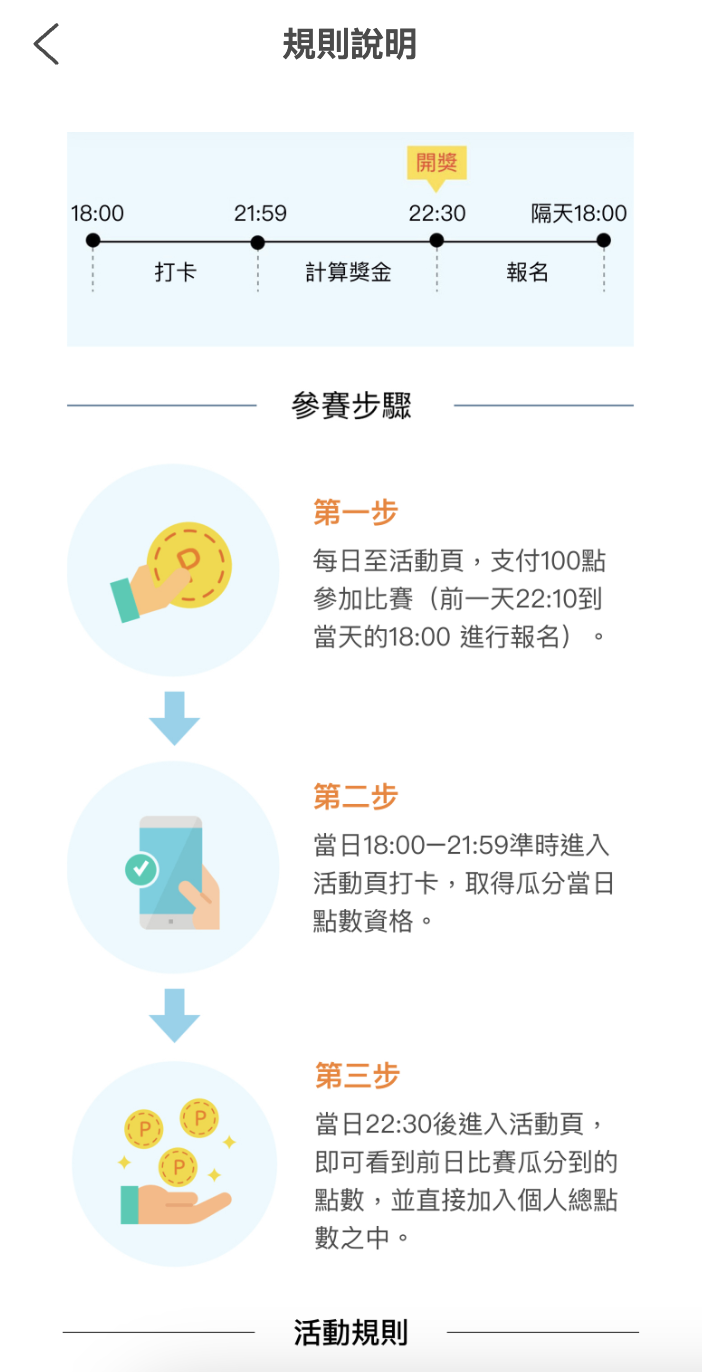 規則說明
開獎
18:00 21:59 22:30 隔天18:00
打卡 計算獎金 報名
參賽步驟
第一步
每日至活動頁，支付100點
參加比賽（前一天22:10到
當天的18:00 進行報名）。
第二步
當日18:00—21:59準時進入
活動頁打卡，取得瓜分當日
點數資格。
第三步
P P
P
當日22:30後進入活動頁，
即可看到前日比賽瓜分到的
點數，並直接加入個人總點
數之中。
活動規則